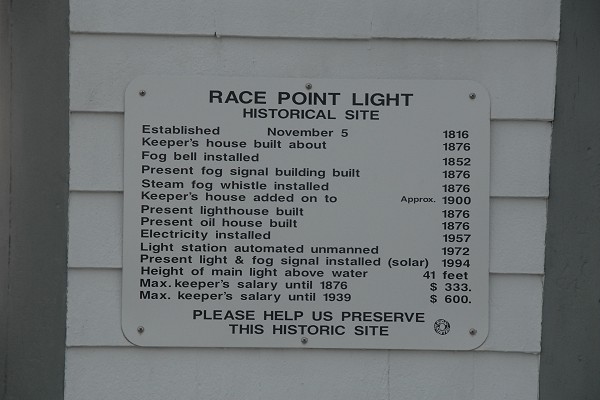 RACE POINT LIGHT
HISTORICAL SITE
Established November 5 1816
Keeper's house built about 1876
Fog bell installed 1852
Present fog signal building built 1876
Steam fog whistle installed 1876
Keeper's house added on to Approx. 1900
Present lighthouse built 1876
Present oil house built 1876
Electricity installed 1957
Light station automated unmanned 1972
Present light & fog signal installed (solar) 1994
Height of main light above water 41 feet
Max. keeper's salary until 1876 $ 333.
Max. keeper's salary until 1939 $ 600.
PLEASE HELP US PRESERVE
THIS HISTORIC SITE